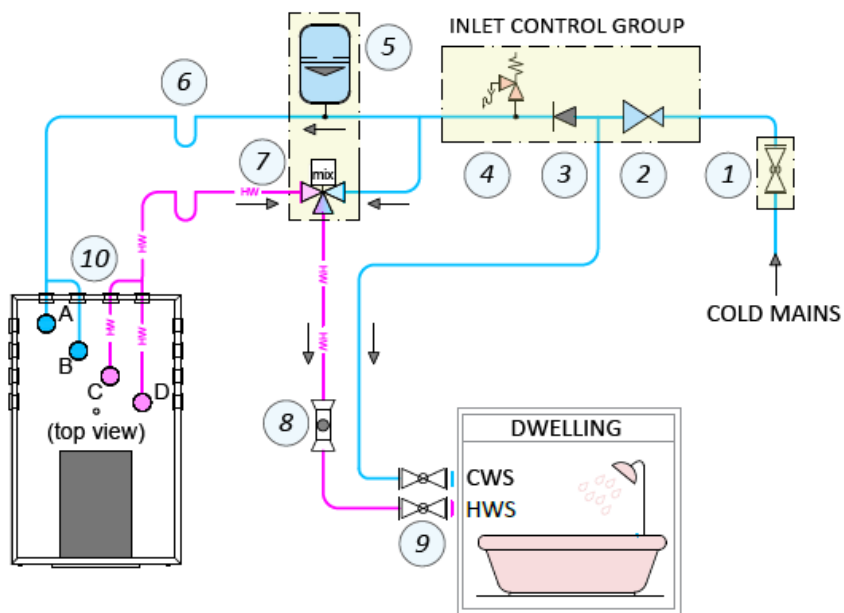 INLET CONTROL GROUP
5
6
7
mix
4
3
2
1
HW
10
HW
HW
COLD MAINS
A
B
C
D
HW
HW
HW
(top view)
8
DWELLING
CWS
HWS
9